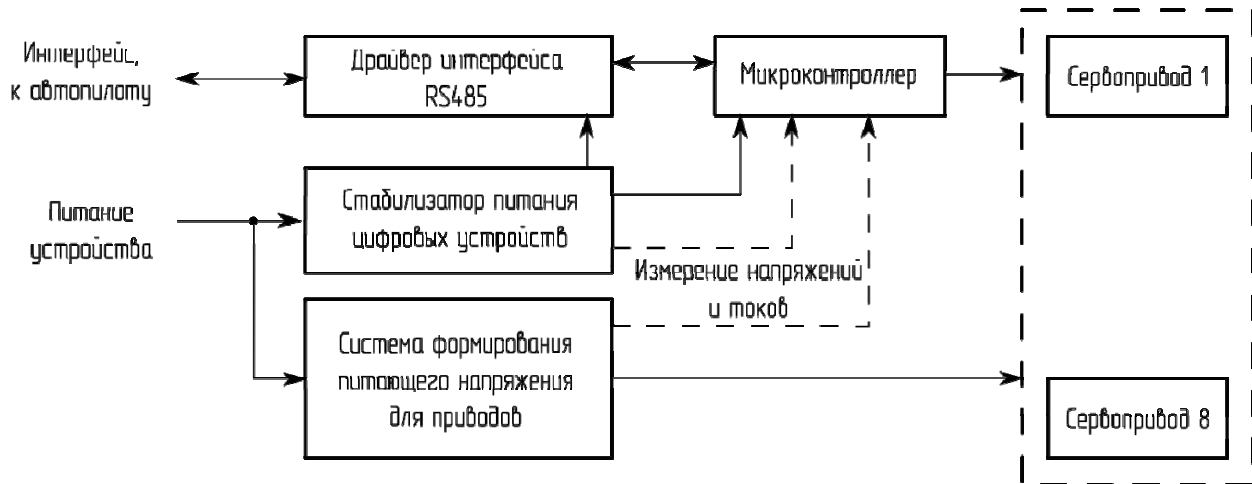 Интерфейс,
к автопилоту
Драйвер интерфейса
RS485
Микроконтроллер
Сервопривод 1
Питание
устройства
Стабилизатор питания
цифровых устройств
Измерение напряжений
и токов
Система формирования
питающего напряжения
для приводов
Сервопривод 8